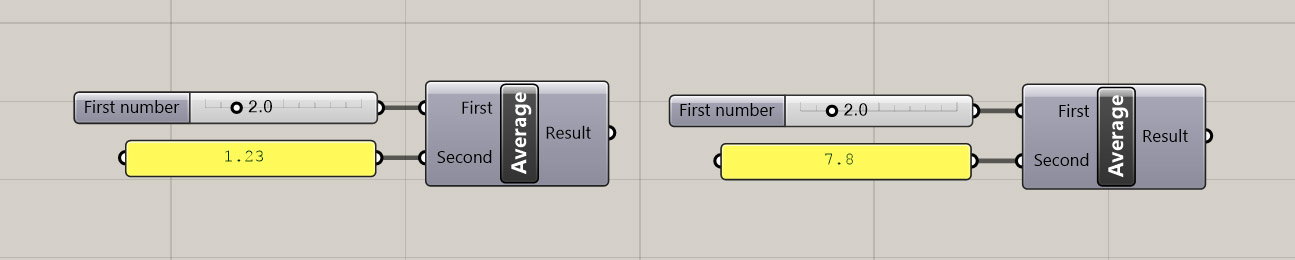 First number 2.0
1.23
First
Second
Average
Result
First number 2.0
7.8
First
Second
Average
Result